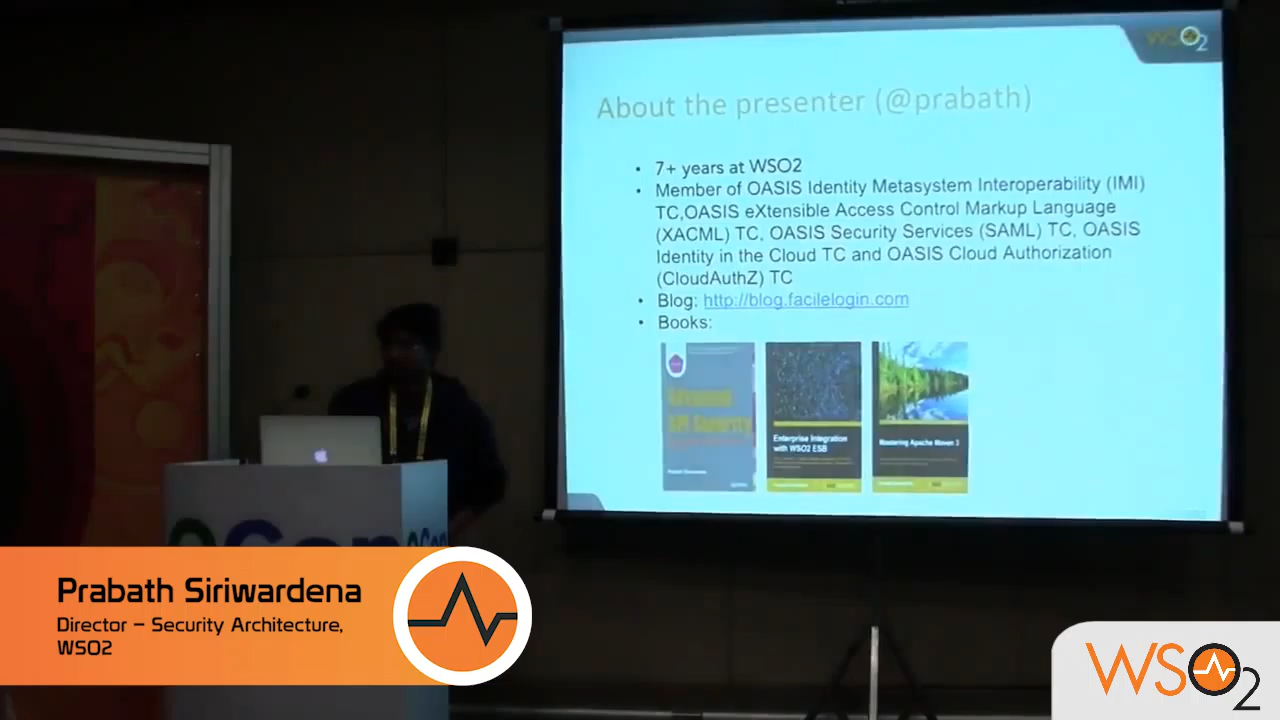 WSO2
About the presenter (@prabath)
• 7+ years at WSO2
• Member of OASIS Identity Metasystem Interoperability (IMI)
TC,OASIS eXtensible Access Control Markup Language
(XACML) TC, OASIS Security Services (SAML) TC, OASIS
Identity in the Cloud TC and OASIS Cloud Authorization
(CloudAuthZ) TC
• Blog: http://blog.facilelogin.com
• Books:
Advanced
API Security
Enterprise Integration
with WSO2 ESB
Mastering Apache Maven 3
Prabath Siriwardena
Director – Security Architecture,
WSO2
WSO2